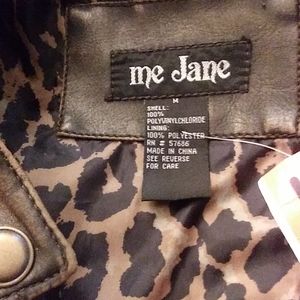 me Jane
M
SHELL:
100%
POLYVINYLCHLORIDE
LINING:
100% POLYESTER
RN # 57686
MADE IN CHINA
SEE REVERSE
FOR CARE